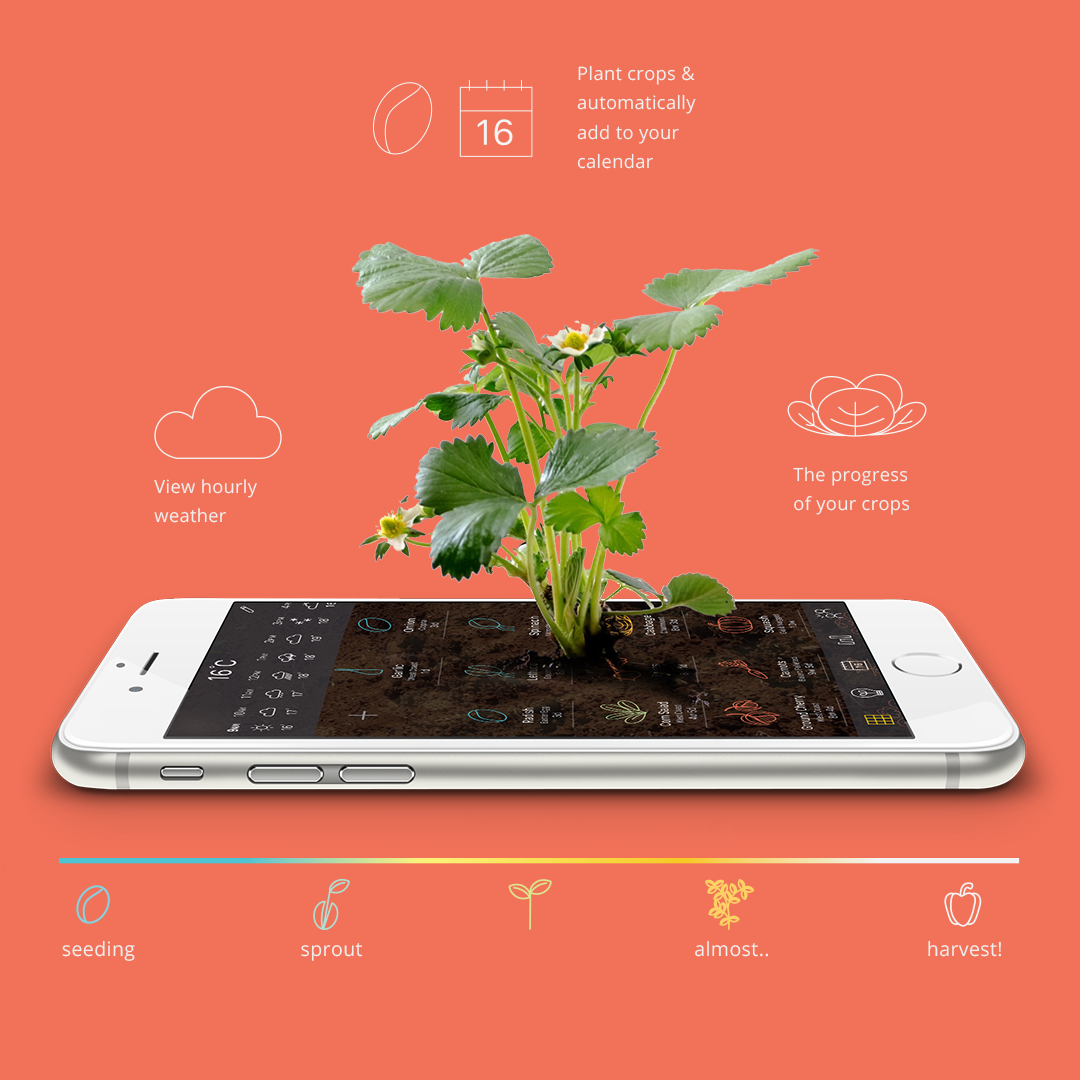 Plant crops &
automatically
add to your
calendar
16
View hourly
weather
The progress
of your crops
16°C
Onion
Spinach
Cabbage
Squash
Garlic
Carrots
Radish
Corn Salad
Ground Cherry
seeding
sprout
almost..
harvest!